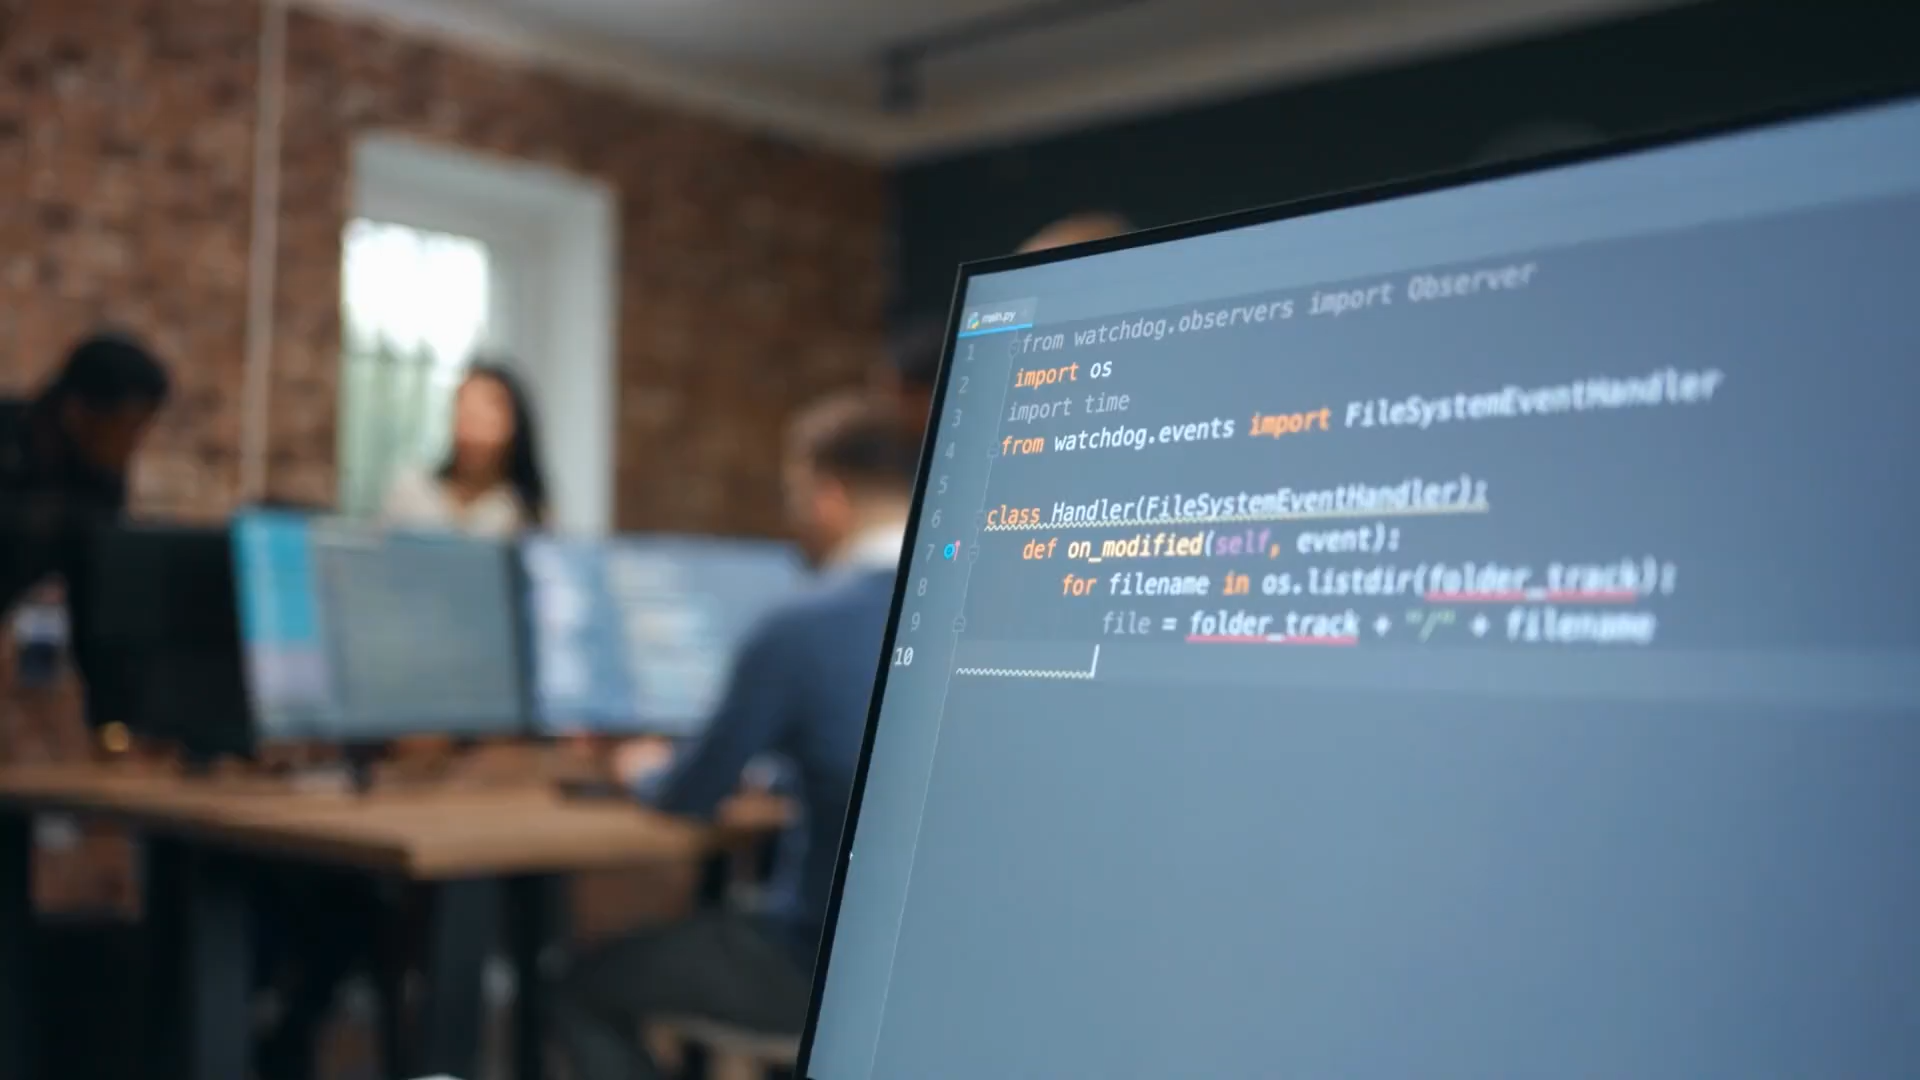 main.py
1 from watchdog.observers import Observer
2 import os
3 import time
4 from watchdog.events import FileSystemEventHandler
5
6 class Handler(FileSystemEventHandler):
7 def on_modified(self, event):
8 for filename in os.listdir(folder_track):
9 file = folder_track + "/" + filename
10